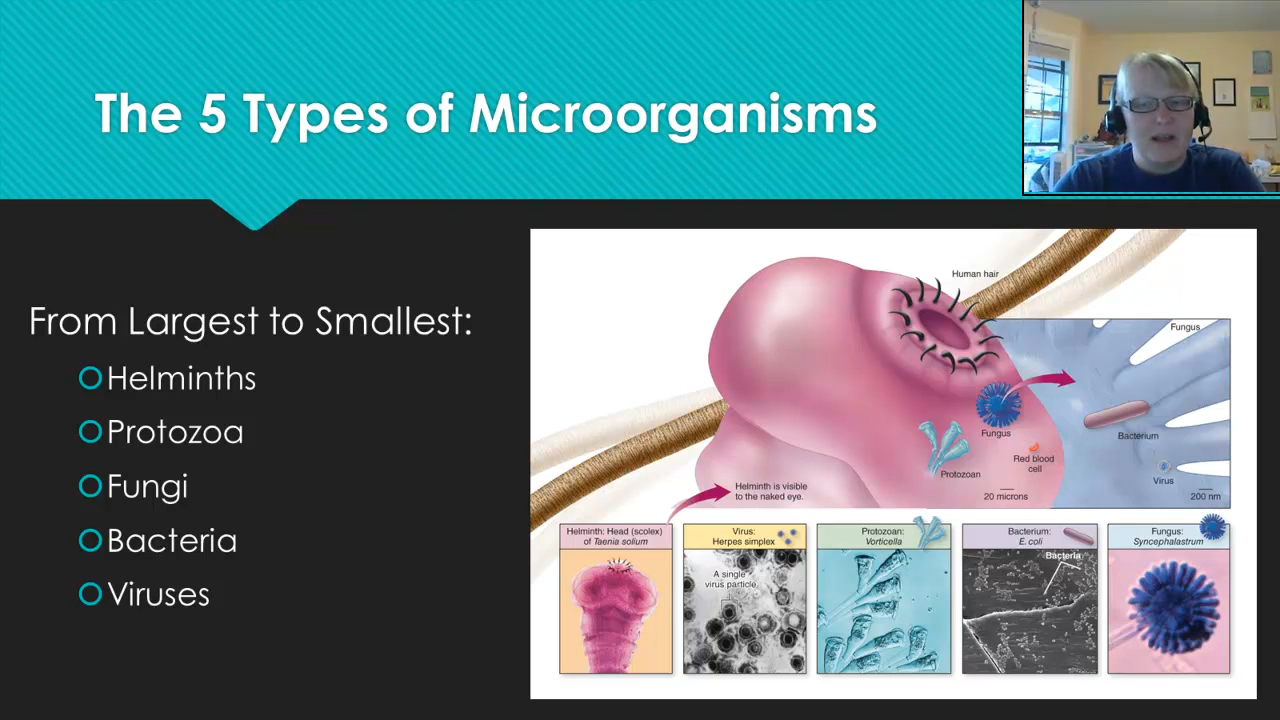 The 5 Types of Microorganisms
From Largest to Smallest:
Helminths
Protozoa
Fungi
Bacteria
Viruses
Human hair
Fungus
Fungus
Bacterium
Protozoan
Red blood
cell
Virus
Helminth is visible
to the naked eye.
20 microns
200 nm
Helminth: Head (scolex)
of Taenia solium
Virus:
Herpes simplex
A single
virus particle
Protozoan:
Vorticella
Bacterium:
E. coli
Bacteria
Fungus:
Syncephalastrum